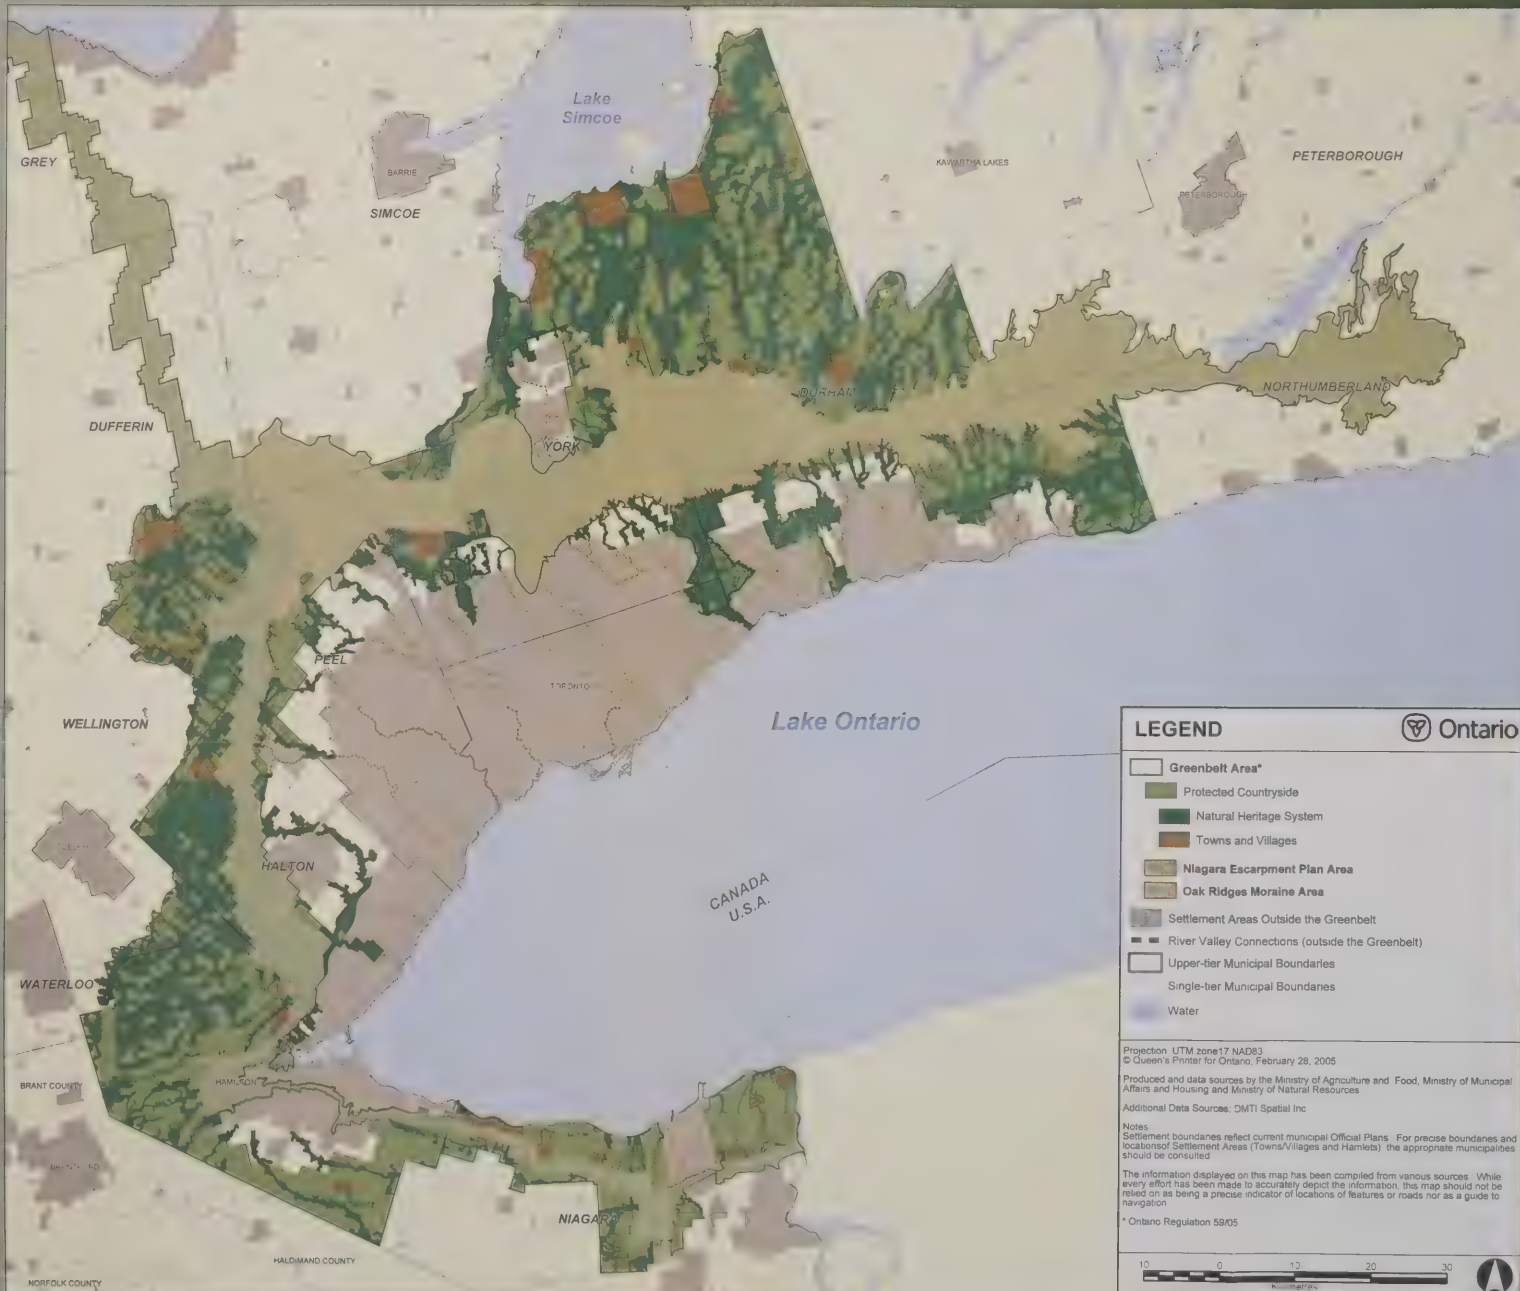 Lake
Simcoe
GREY
BARRIE
SIMCOE
KAWARTHA LAKES
PETERBOROUGH
PETERBOROUGH
DURHAM
NORTHUMBERLAND
DUFFERIN
YORK
PEEL
TORONTO
WELLINGTON
Lake Ontario
HALTON
CANADA
U.S.A.
WATERLOO
BRANT COUNTY
HAMILTON
NIAGARA
HALDIMAND COUNTY
NORFOLK COUNTY
LEGEND
Ontario
Greenbelt Area*
Protected Countryside
Natural Heritage System
Towns and Villages
Niagara Escarpment Plan Area
Oak Ridges Moraine Area
Settlement Areas Outside the Greenbelt
River Valley Connections (outside the Greenbelt)
Upper-tier Municipal Boundaries
Single-tier Municipal Boundaries
Water
Projection UTM zone17 NAD83
© Queen's Printer for Ontario, February 28, 2005
Produced and data sources by the Ministry of Agriculture and Food, Ministry of Municipal
Affairs and Housing and Ministry of Natural Resources
Additional Data Sources: DMTI Spatial Inc
Notes
Settlement boundaries reflect current municipal Official Plans For precise boundaries and
locationsof Settlement Areas (Towns/Villages and Hamlets) the appropriate municipalities
should be consulted
The information displayed on this map has been compiled from various sources While
every effort has been made to accurately depict the information, this map should not be
relied on as being a precise indicator of locations of features or roads nor as a guide to
navigation
* Ontario Regulation 59/05
10 0 10 20 30
Kilometres